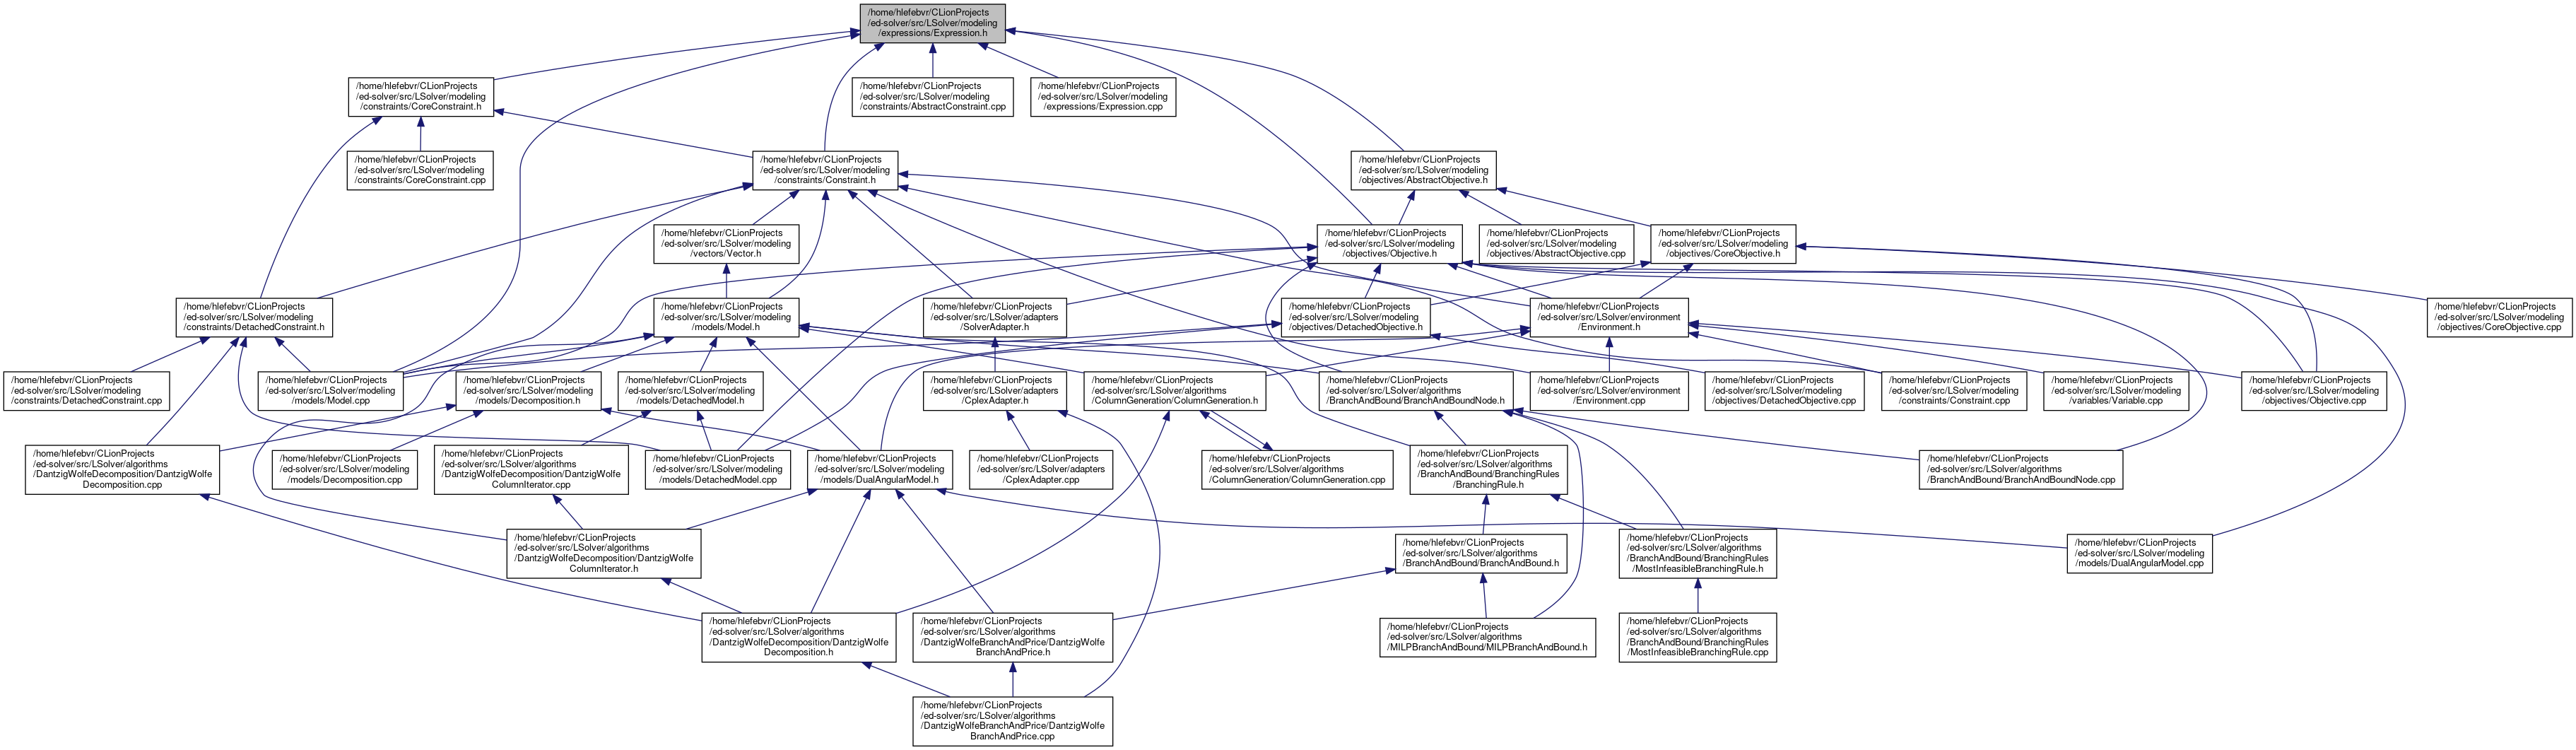 /home/hlefebvr/CLionProjects
/ed-solver/src/LSolver/modeling
/expressions/Expression.h
/home/hlefebvr/CLionProjects
/ed-solver/src/LSolver/modeling
/constraints/CoreConstraint.h
/home/hlefebvr/CLionProjects
/ed-solver/src/LSolver/modeling
/constraints/AbstractConstraint.cpp
/home/hlefebvr/CLionProjects
/ed-solver/src/LSolver/modeling
/expressions/Expression.cpp
/home/hlefebvr/CLionProjects
/ed-solver/src/LSolver/modeling
/constraints/CoreConstraint.cpp
/home/hlefebvr/CLionProjects
/ed-solver/src/LSolver/modeling
/constraints/Constraint.h
/home/hlefebvr/CLionProjects
/ed-solver/src/LSolver/modeling
/objectives/AbstractObjective.h
/home/hlefebvr/CLionProjects
/ed-solver/src/LSolver/modeling
/vectors/Vector.h
/home/hlefebvr/CLionProjects
/ed-solver/src/LSolver/modeling
/objectives/Objective.h
/home/hlefebvr/CLionProjects
/ed-solver/src/LSolver/modeling
/objectives/AbstractObjective.cpp
/home/hlefebvr/CLionProjects
/ed-solver/src/LSolver/modeling
/objectives/CoreObjective.h
/home/hlefebvr/CLionProjects
/ed-solver/src/LSolver/modeling
/constraints/DetachedConstraint.h
/home/hlefebvr/CLionProjects
/ed-solver/src/LSolver/modeling
/models/Model.h
/home/hlefebvr/CLionProjects
/ed-solver/src/LSolver/adapters
/SolverAdapter.h
/home/hlefebvr/CLionProjects
/ed-solver/src/LSolver/modeling
/objectives/DetachedObjective.h
/home/hlefebvr/CLionProjects
/ed-solver/src/LSolver/environment
/Environment.h
/home/hlefebvr/CLionProjects
/ed-solver/src/LSolver/modeling
/objectives/CoreObjective.cpp
/home/hlefebvr/CLionProjects
/ed-solver/src/LSolver/modeling
/constraints/DetachedConstraint.cpp
/home/hlefebvr/CLionProjects
/ed-solver/src/LSolver/modeling
/models/Model.cpp
/home/hlefebvr/CLionProjects
/ed-solver/src/LSolver/modeling
/models/Decomposition.h
/home/hlefebvr/CLionProjects
/ed-solver/src/LSolver/modeling
/models/DetachedModel.h
/home/hlefebvr/CLionProjects
/ed-solver/src/LSolver/adapters
/CplexAdapter.h
/home/hlefebvr/CLionProjects
/ed-solver/src/LSolver/algorithms
/ColumnGeneration/ColumnGeneration.h
/home/hlefebvr/CLionProjects
/ed-solver/src/LSolver/algorithms
/BranchAndBound/BranchAndBoundNode.h
/home/hlefebvr/CLionProjects
/ed-solver/src/LSolver/environment
/Environment.cpp
/home/hlefebvr/CLionProjects
/ed-solver/src/LSolver/modeling
/objectives/DetachedObjective.cpp
/home/hlefebvr/CLionProjects
/ed-solver/src/LSolver/modeling
/constraints/Constraint.cpp
/home/hlefebvr/CLionProjects
/ed-solver/src/LSolver/modeling
/variables/Variable.cpp
/home/hlefebvr/CLionProjects
/ed-solver/src/LSolver/modeling
/objectives/Objective.cpp
/home/hlefebvr/CLionProjects
/ed-solver/src/LSolver/algorithms
/DantzigWolfeDecomposition/DantzigWolfe
Decomposition.cpp
/home/hlefebvr/CLionProjects
/ed-solver/src/LSolver/modeling
/models/Decomposition.cpp
/home/hlefebvr/CLionProjects
/ed-solver/src/LSolver/algorithms
/DantzigWolfeDecomposition/DantzigWolfe
ColumnIterator.cpp
/home/hlefebvr/CLionProjects
/ed-solver/src/LSolver/modeling
/models/DetachedModel.cpp
/home/hlefebvr/CLionProjects
/ed-solver/src/LSolver/modeling
/models/DualAngularModel.h
/home/hlefebvr/CLionProjects
/ed-solver/src/LSolver/adapters
/CplexAdapter.cpp
/home/hlefebvr/CLionProjects
/ed-solver/src/LSolver/algorithms
/ColumnGeneration/ColumnGeneration.cpp
/home/hlefebvr/CLionProjects
/ed-solver/src/LSolver/algorithms
/BranchAndBound/BranchingRules
/BranchingRule.h
/home/hlefebvr/CLionProjects
/ed-solver/src/LSolver/algorithms
/BranchAndBound/BranchAndBoundNode.cpp
/home/hlefebvr/CLionProjects
/ed-solver/src/LSolver/algorithms
/DantzigWolfeDecomposition/DantzigWolfe
ColumnIterator.h
/home/hlefebvr/CLionProjects
/ed-solver/src/LSolver/algorithms
/BranchAndBound/BranchAndBound.h
/home/hlefebvr/CLionProjects
/ed-solver/src/LSolver/algorithms
/BranchAndBound/BranchingRules
/MostInfeasibleBranchingRule.h
/home/hlefebvr/CLionProjects
/ed-solver/src/LSolver/modeling
/models/DualAngularModel.cpp
/home/hlefebvr/CLionProjects
/ed-solver/src/LSolver/algorithms
/DantzigWolfeDecomposition/DantzigWolfe
Decomposition.h
/home/hlefebvr/CLionProjects
/ed-solver/src/LSolver/algorithms
/DantzigWolfeBranchAndPrice/DantzigWolfe
BranchAndPrice.h
/home/hlefebvr/CLionProjects
/ed-solver/src/LSolver/algorithms
/MILPBranchAndBound/MILPBranchAndBound.h
/home/hlefebvr/CLionProjects
/ed-solver/src/LSolver/algorithms
/BranchAndBound/BranchingRules
/MostInfeasibleBranchingRule.cpp
/home/hlefebvr/CLionProjects
/ed-solver/src/LSolver/algorithms
/DantzigWolfeBranchAndPrice/DantzigWolfe
BranchAndPrice.cpp